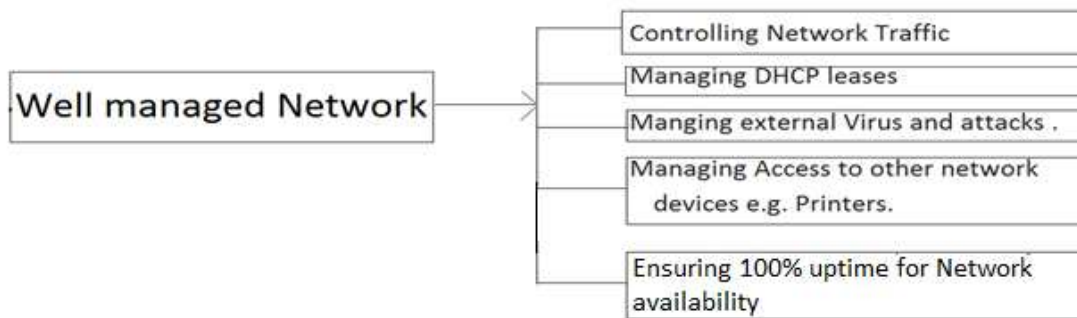 Well managed Network
Controlling Network Traffic
Managing DHCP leases
Manging external Virus and attacks .
Managing Access to other network
devices e.g. Printers.
Ensuring 100% uptime for Network
availability